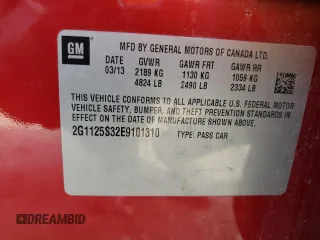 GM
MFD BY GENERAL MOTORS OF CANADA LTD.
DATE GVWR GAWR FRT GAWR RR
03/13 2189 KG 1130 KG 1059 KG
4824 LB 2490 LB 2334 LB
THIS VEHICLE CONFORMS TO ALL APPLICABLE U.S. FEDERAL MOTOR
VEHICLE SAFETY, BUMPER, AND THEFT PREVENTION STANDARDS IN
EFFECT ON THE DATE OF MANUFACTURE SHOWN ABOVE.
2G1125S32E9101310 TYPE: PASS CAR
DREAMBID